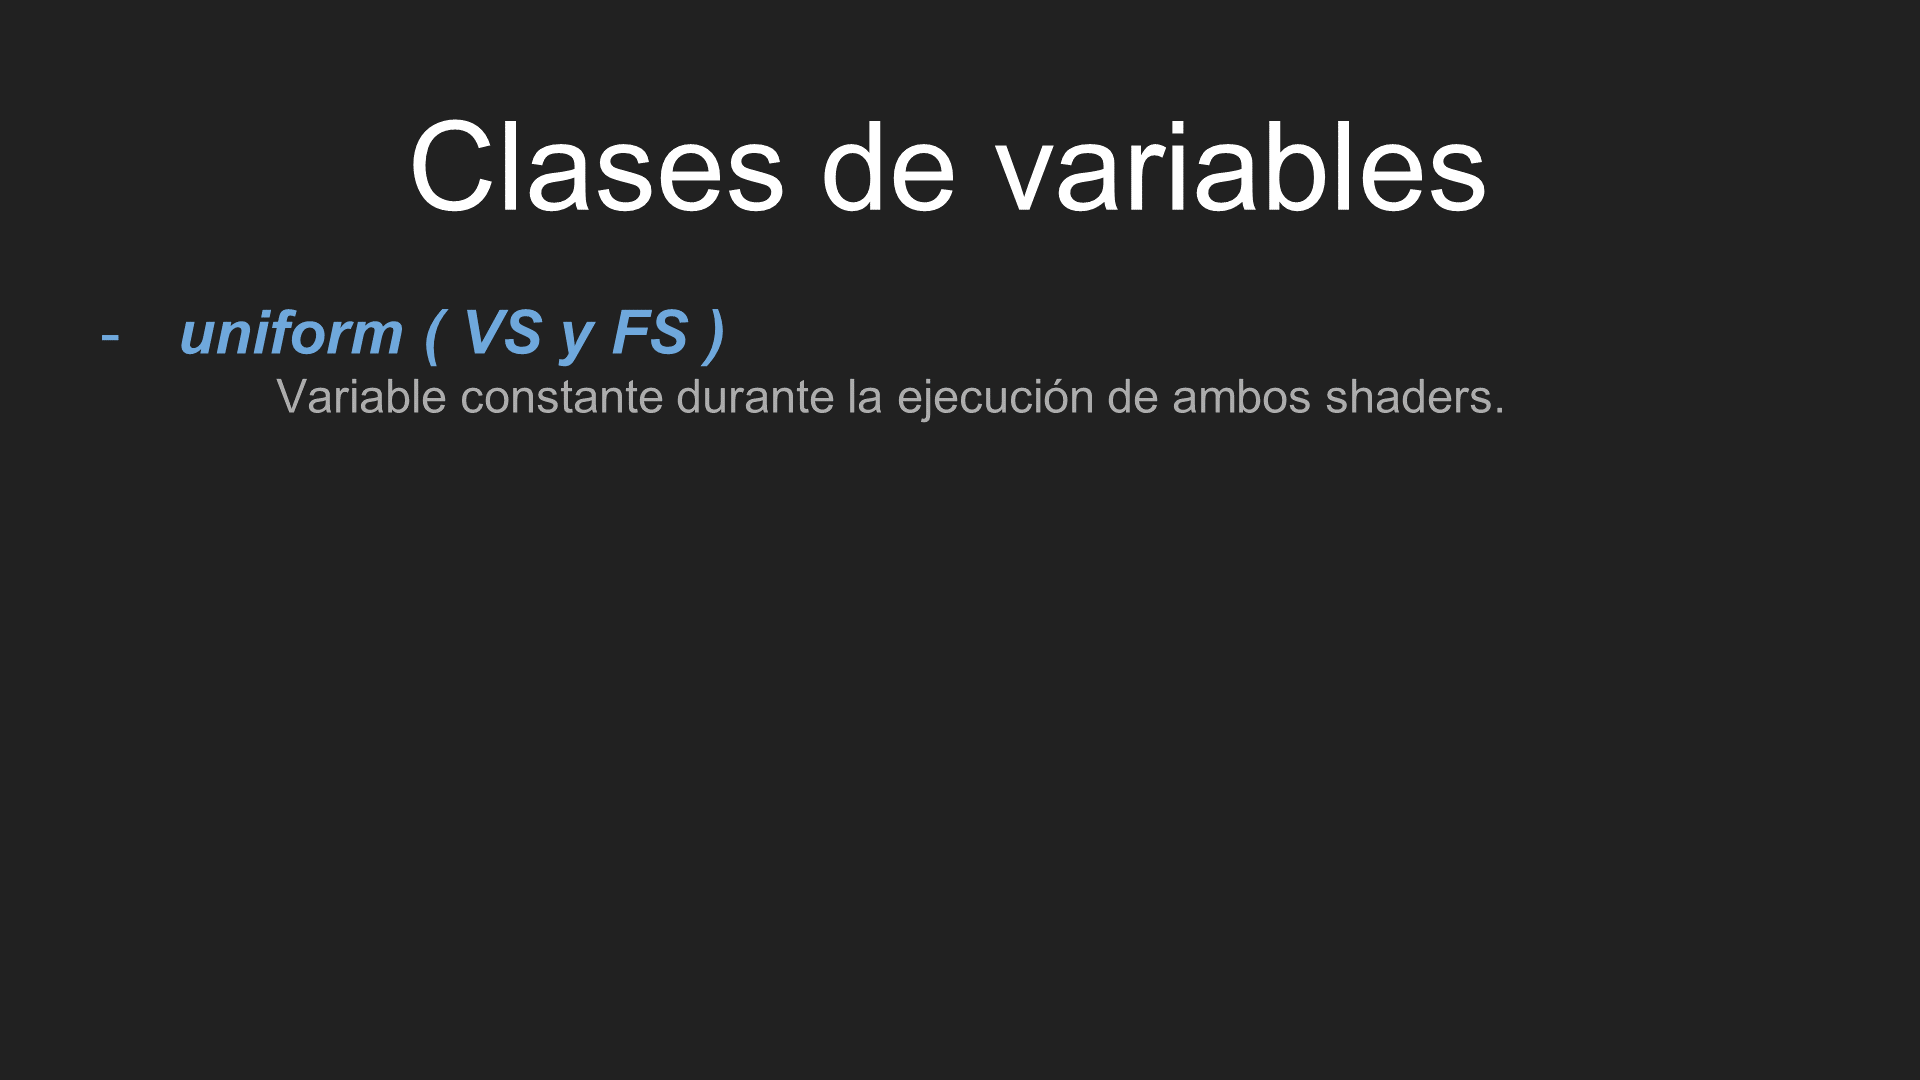 Clases de variables
- uniform ( VS y FS )
Variable constante durante la ejecución de ambos shaders.